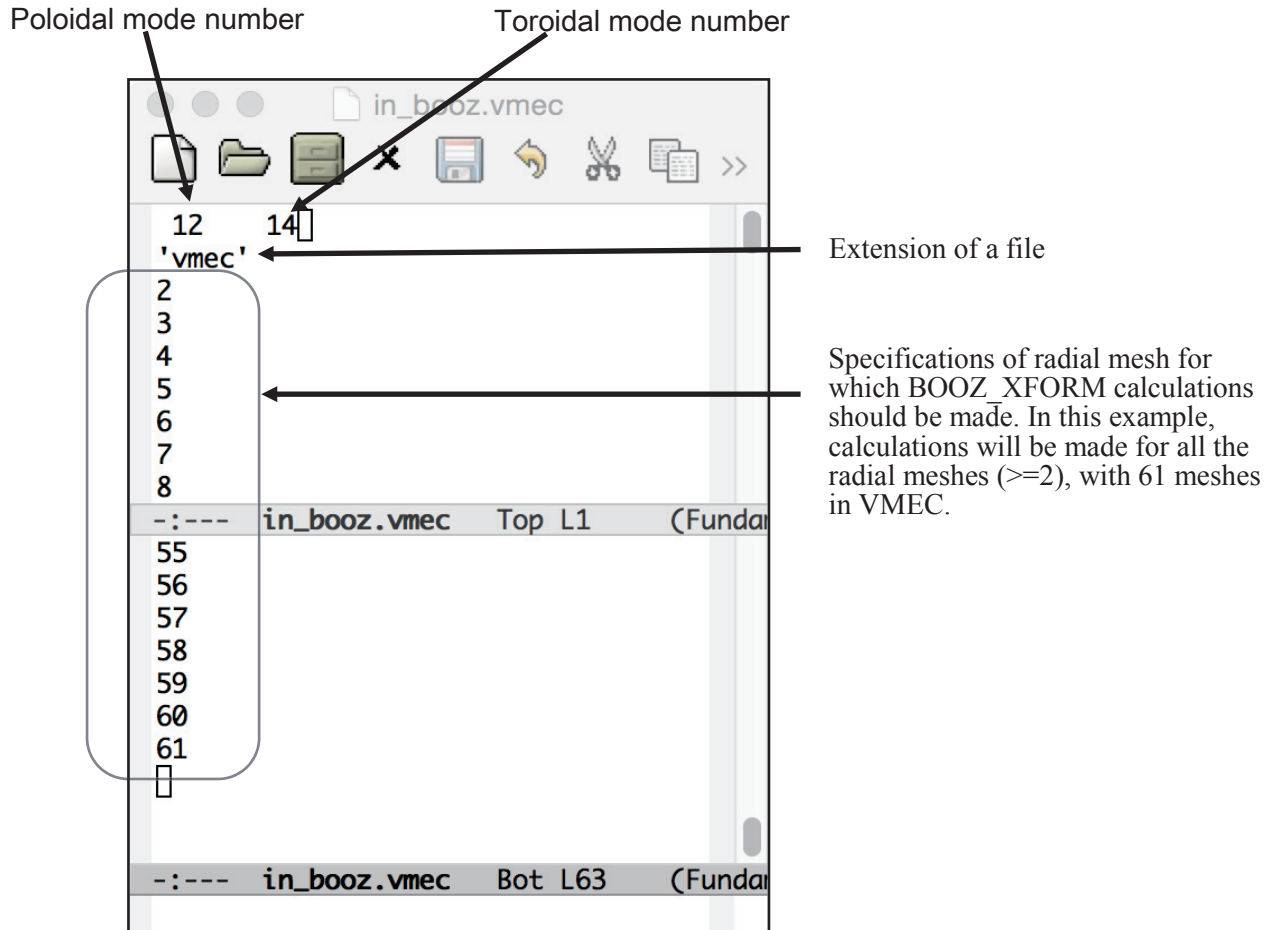 Poloidal mode number
Toroidal mode number
in_booz.vmec
>>
12 14
'vmec'
Extension of a file
2
3
4
5
6
7
8
Specifications of radial mesh for
which BOOZ_XFORM calculations
should be made. In this example,
calculations will be made for all the
radial meshes (>=2), with 61 meshes
in VMEC.
-:--- in_booz.vmec Top L1 (Fundar
55
56
57
58
59
60
61
-:--- in_booz.vmec Bot L63 (Fundar